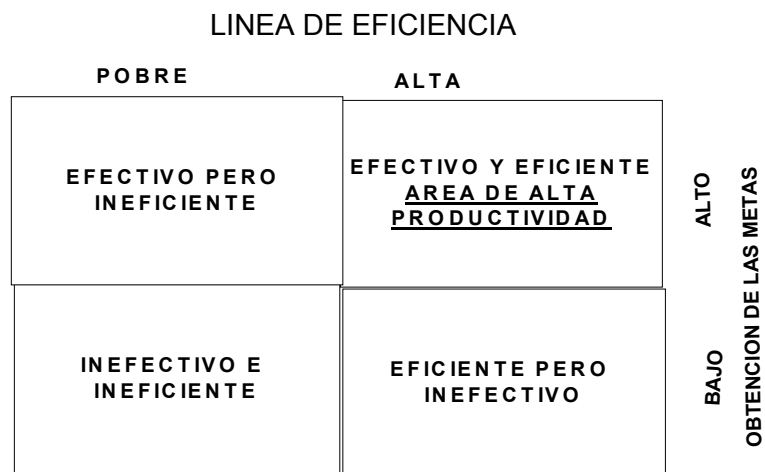 LINEA DE EFICIENCIA
POBRE
ALTA
EFECTIVO PERO
INEFICIENTE
EFECTIVO Y EFICIENTE
AREA DE ALTA
PRODUCTIVIDAD
ALTO
INEFECTIVO E
INEFICIENTE
EFICIENTE PERO
INEFECTIVO
BAJO
OBTENCION DE LAS METAS